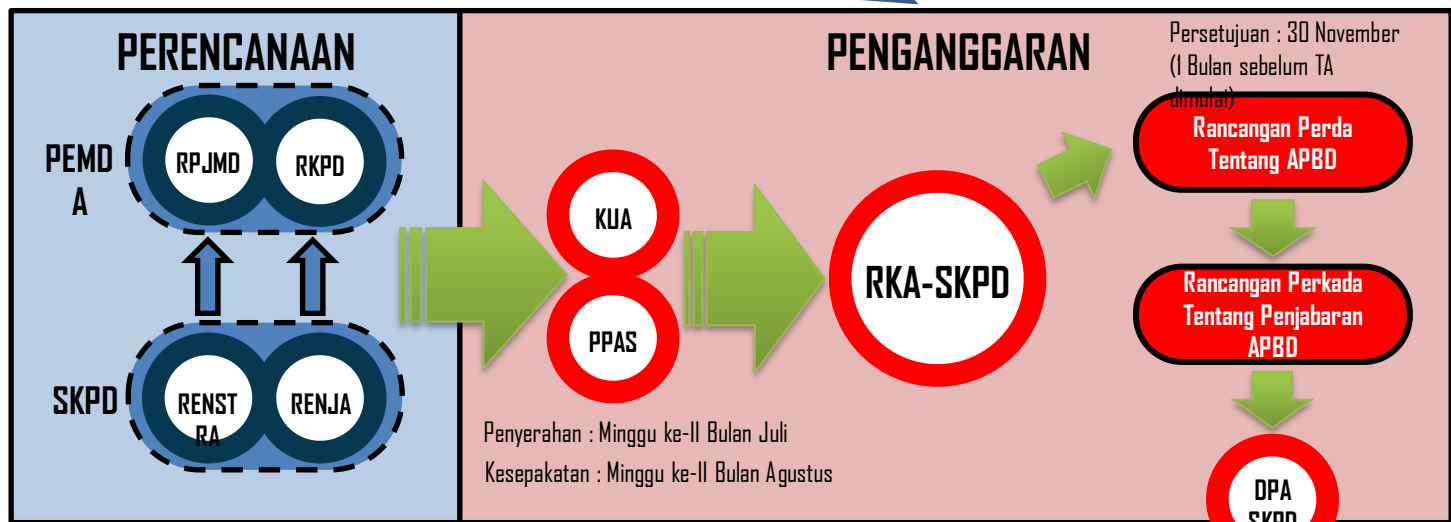 PERENCANAAN
PEMD
A
RPJMD
RKPD
SKPD
RENST
RA
RENJA
PENGANGGARAN
KUA
PPAS
Penyerahan : Minggu ke-II Bulan Juli
Kesepakatan : Minggu ke-II Bulan Agustus
RKA-SKPD
Persetujuan : 30 November
(1 Bulan sebelum TA
dimulai)
Rancangan Perda
Tentang APBD
Rancangan Perkada
Tentang Penjabaran
APBD
DPA
SKPD